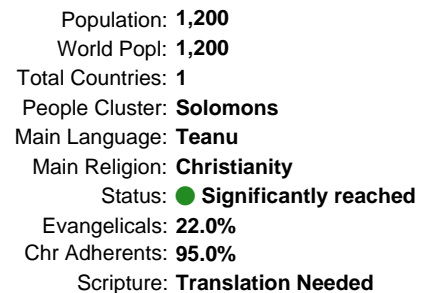 Population: 1,200
World Popl: 1,200
Total Countries: 1
People Cluster: Solomons
Main Language: Teanu
Main Religion: Christianity
Status: Significantly reached
Evangelicals: 22.0%
Chr Adherents: 95.0%
Scripture: Translation Needed